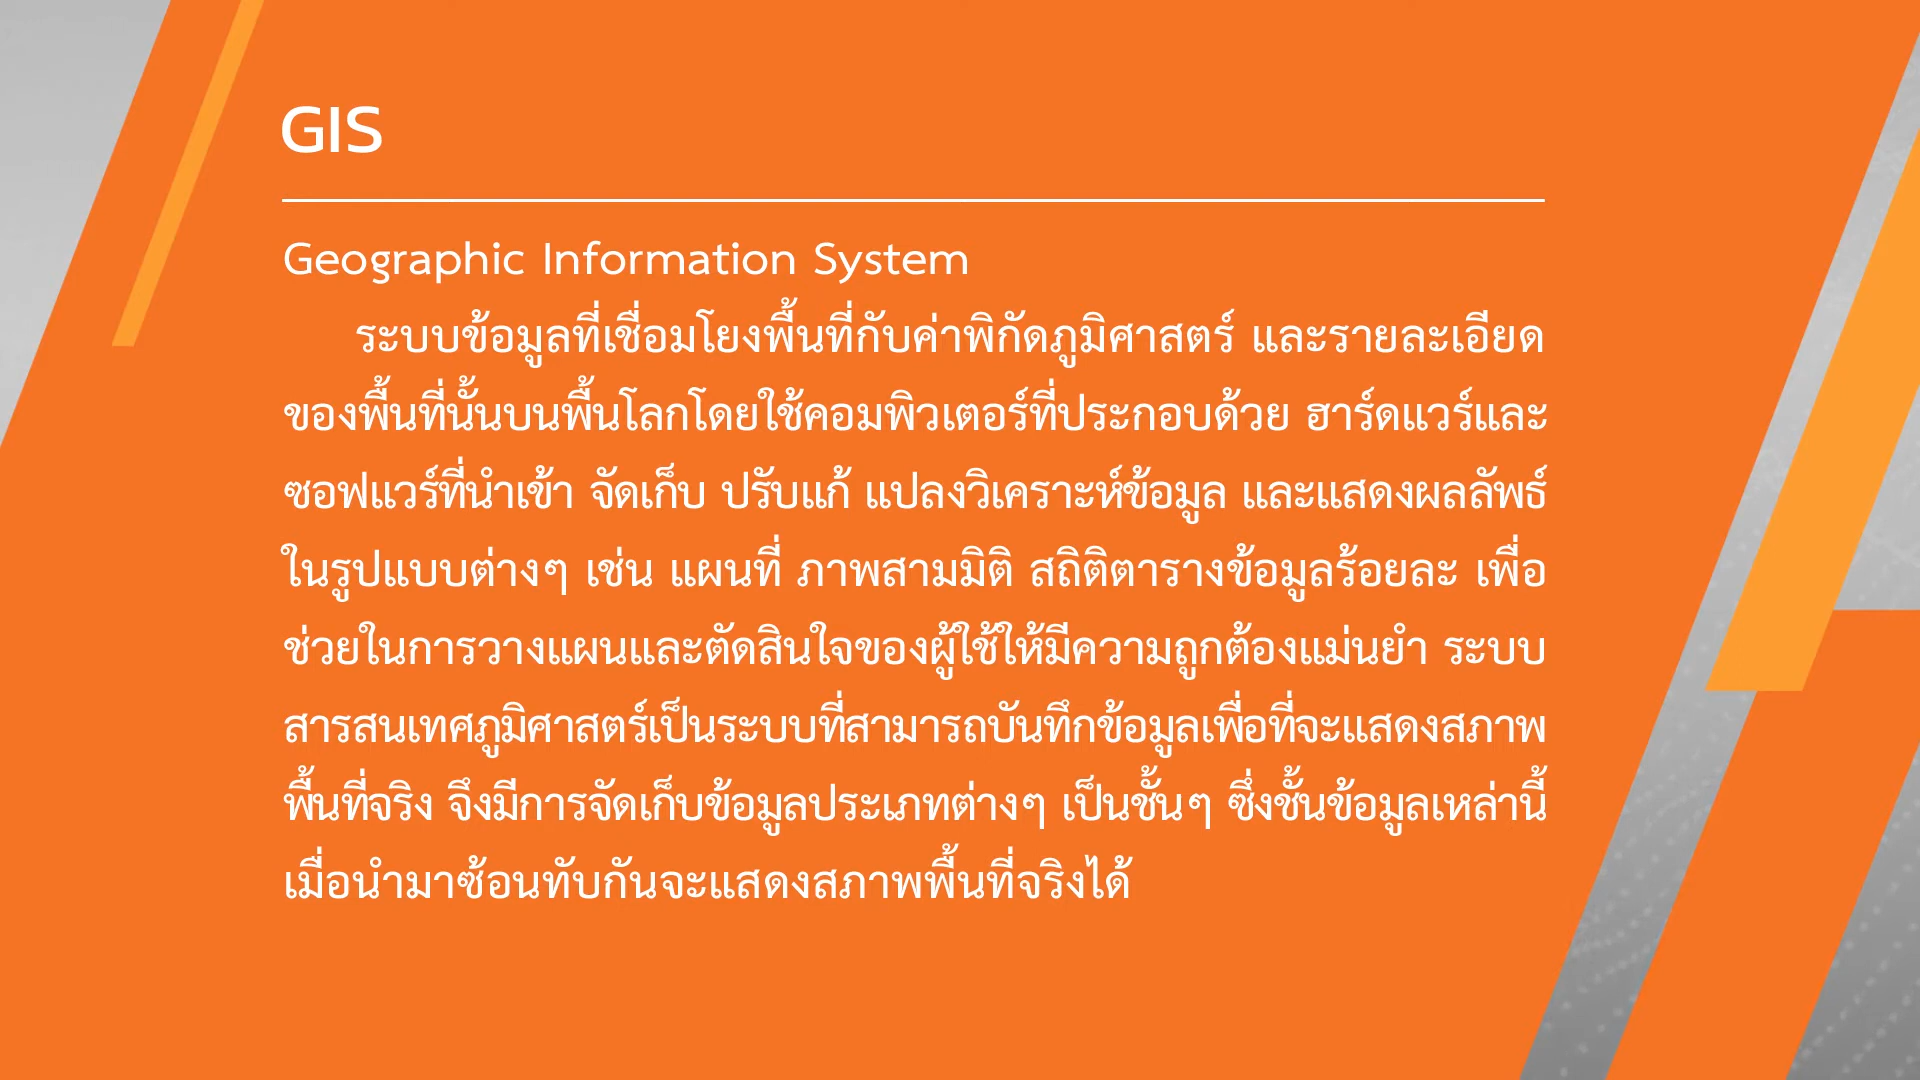 GIS
Geographic Information System
ระบบข้อมูลที่เชื่อมโยงพื้นที่กับค่าพิกัดภูมิศาสตร์ และรายละเอียด
ของพื้นที่นั้นบนพื้นโลกโดยใช้คอมพิวเตอร์ที่ประกอบด้วย ฮาร์ดแวร์และ
ซอฟแวร์ที่นำเข้า จัดเก็บ ปรับแก้ แปลงวิเคราะห์ข้อมูล และแสดงผลลัพธ์
ในรูปแบบต่างๆ เช่น แผนที่ ภาพสามมิติ สถิติตารางข้อมูลร้อยละ เพื่อ
ช่วยในการวางแผนและตัดสินใจของผู้ใช้ให้มีความถูกต้องแม่นยำ ระบบ
สารสนเทศภูมิศาสตร์เป็นระบบที่สามารถบันทึกข้อมูลเพื่อที่จะแสดงสภาพ
พื้นที่จริง จึงมีการจัดเก็บข้อมูลประเภทต่างๆ เป็นชั้นๆ ซึ่งชั้นข้อมูลเหล่านี้
เมื่อนำมาซ้อนทับกันจะแสดงสภาพพื้นที่จริงได้